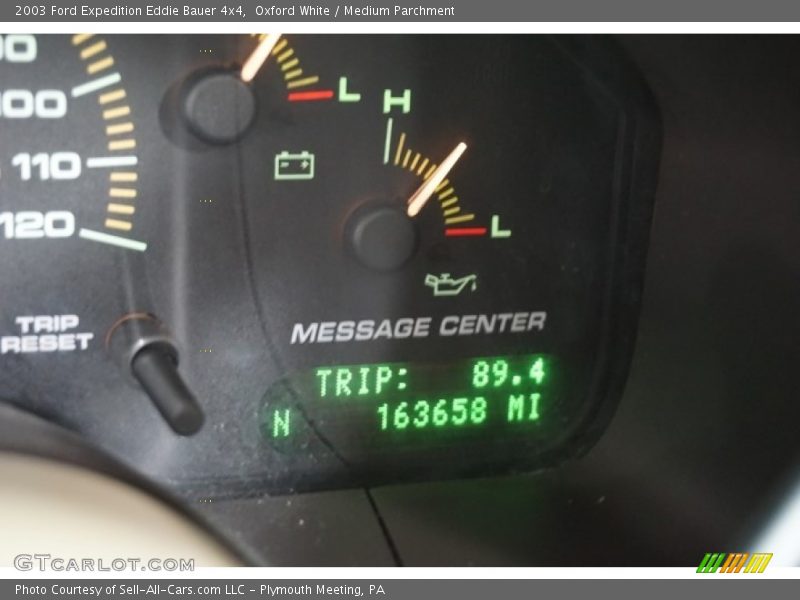 2003 Ford Expedition Eddie Bauer 4x4,  Oxford White / Medium Parchment
L
H
110
120
L
TRIP
RESET
MESSAGE CENTER
TRIP: 89.4
N 163658 MI
GTCARLOT.COM
Photo Courtesy of Sell-All-Cars.com LLC - Plymouth Meeting, PA